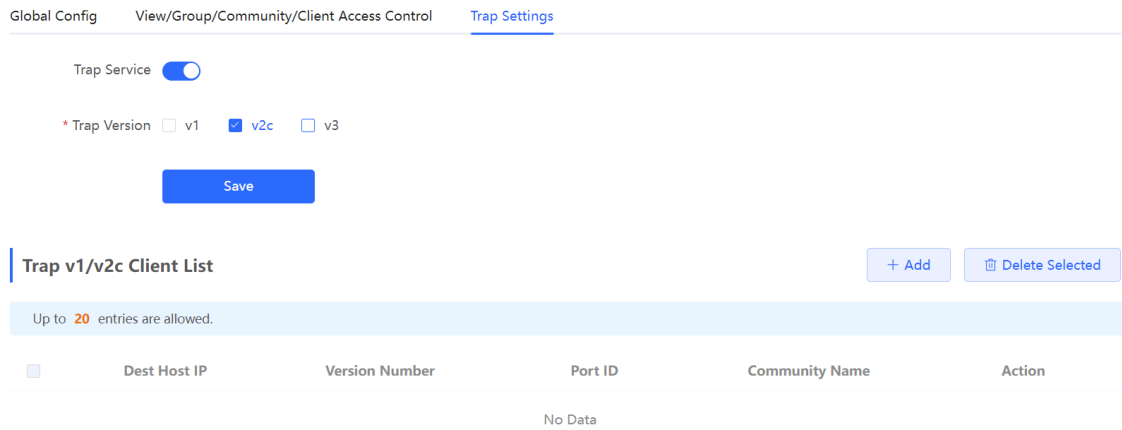 Global Config View/Group/Community/Client Access Control Trap Settings
Trap Service
* Trap Version v1 v2c v3
Save
Trap v1/v2c Client List + Add Delete Selected
Up to 20 entries are allowed.
Dest Host IP Version Number Port ID Community Name Action
No Data